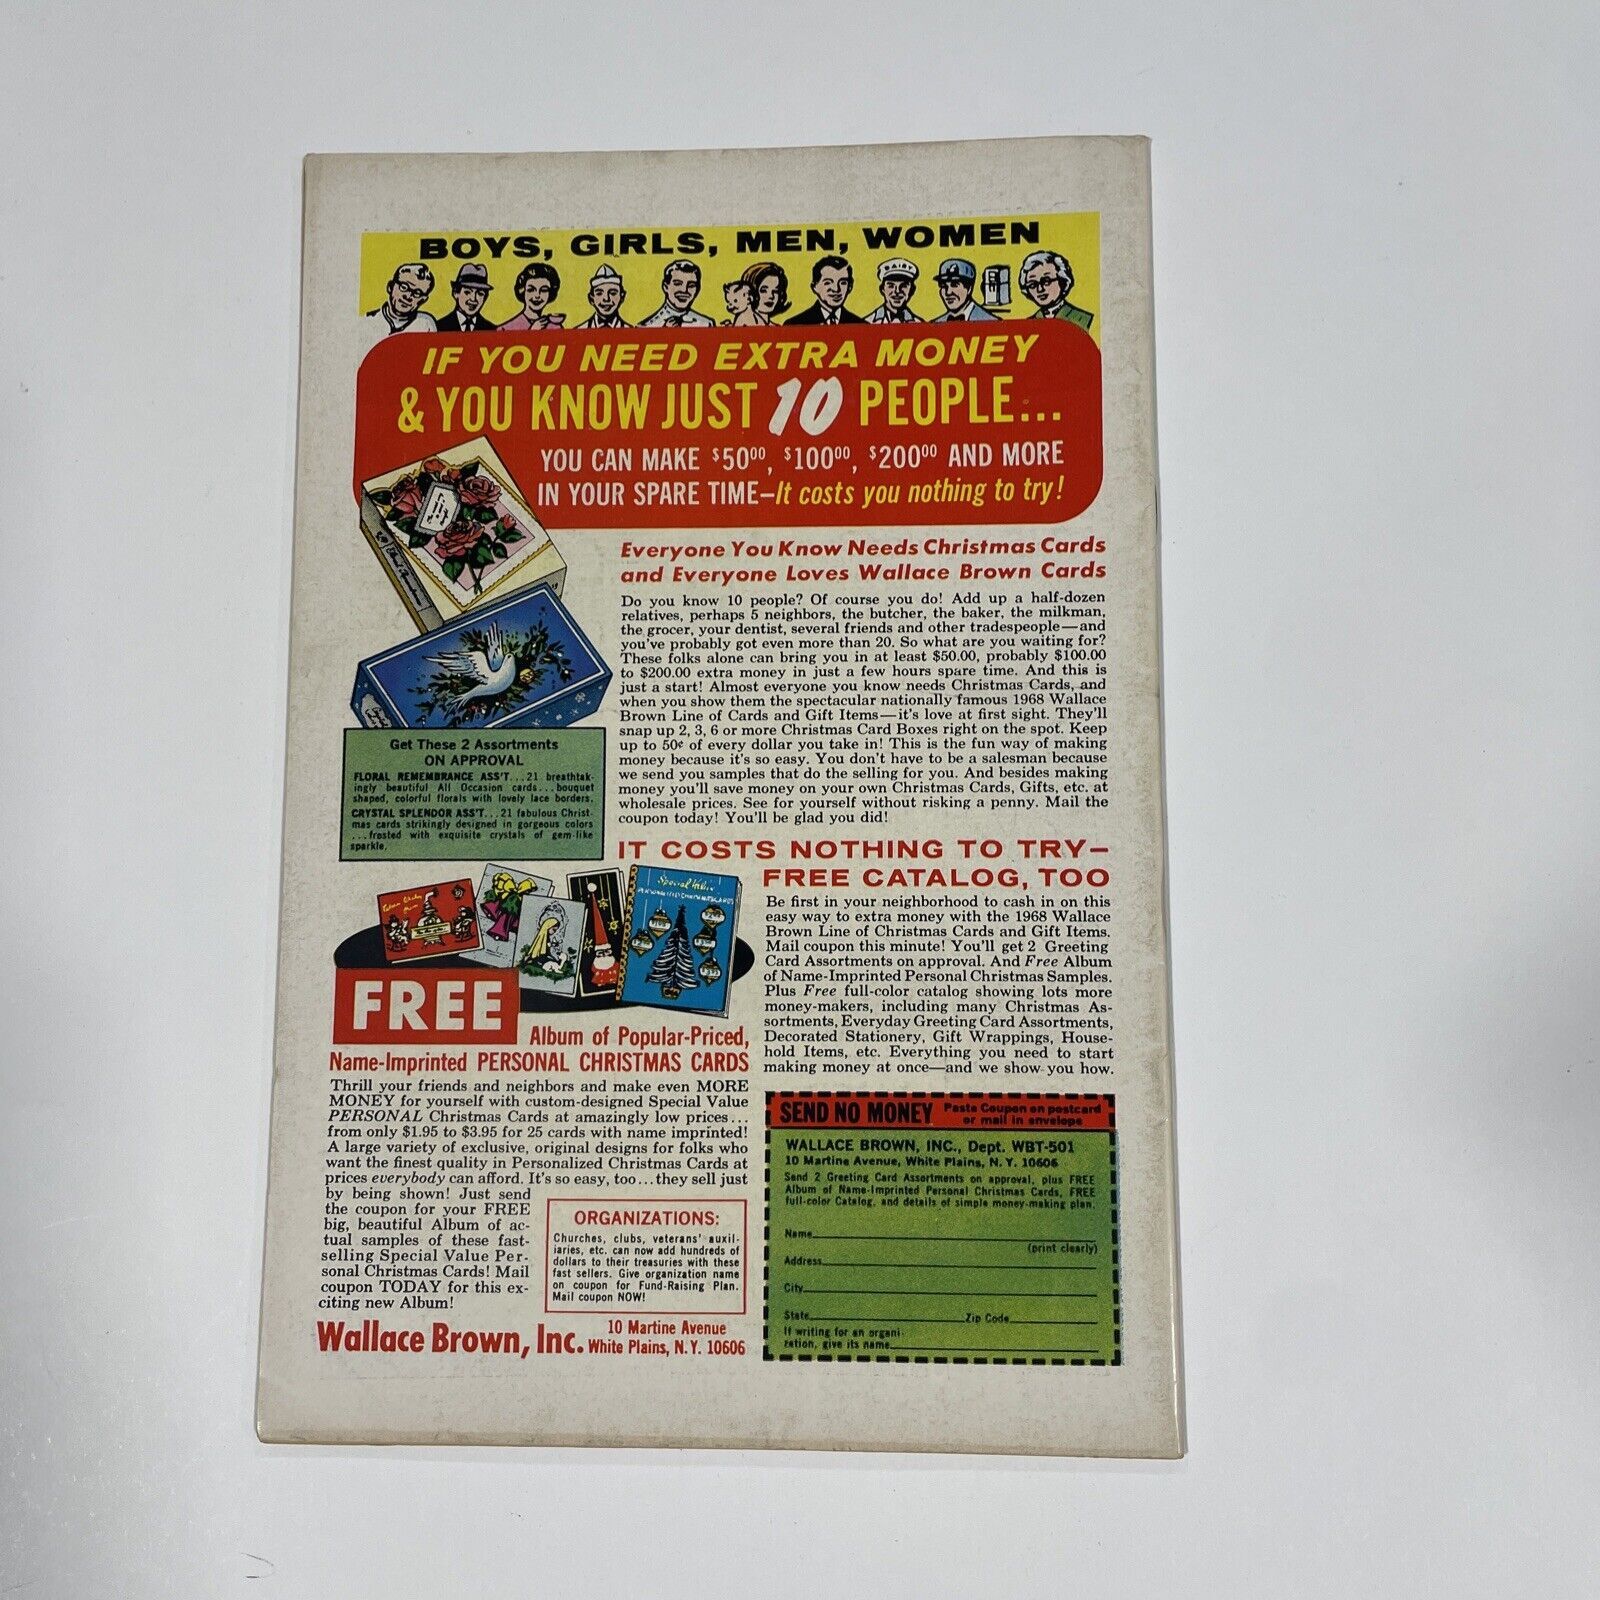 BOYS, GIRLS, MEN, WOMEN
DAIRY
IF YOU NEED EXTRA MONEY
& YOU KNOW JUST 10 PEOPLE...
YOU CAN MAKE $50⁰⁰, $100⁰⁰, $200⁰⁰ AND MORE
IN YOUR SPARE TIME—It costs you nothing to try!
Everyone You Know Needs Christmas Cards
and Everyone Loves Wallace Brown Cards
Do you know 10 people? Of course you do! Add up a half-dozen
relatives, perhaps 5 neighbors, the butcher, the baker, the milkman,
the grocer, your dentist, several friends and other tradespeople—and
you've probably got even more than 20. So what are you waiting for?
These folks alone can bring you in at least $50.00, probably $100.00
to $200.00 extra money in just a few hours spare time. And this is
just a start! Almost everyone you know needs Christmas Cards, and
when you show them the spectacular nationally famous 1968 Wallace
Brown Line of Cards and Gift Items—it's love at first sight. They'll
snap up 2, 3, 6 or more Christmas Card Boxes right on the spot. Keep
up to 50¢ of every dollar you take in! This is the fun way of making
money because it's so easy. You don't have to be a salesman because
we send you samples that do the selling for you. And besides making
money you'll save money on your own Christmas Cards, Gifts, etc. at
wholesale prices. See for yourself without risking a penny. Mail the
coupon today! You'll be glad you did!
Get These 2 Assortments
ON APPROVAL
FLORAL REMEMBRANCE ASS'T...21 breathtak-
ingly beautiful All Occasion cards...bouquet
shaped, colorful florals with lovely lace borders.
CRYSTAL SPLENDOR ASS'T...21 fabulous Christ-
mas cards strikingly designed in gorgeous colors
...frosted with exquisite crystals of gem-like
sparkle.
IT COSTS NOTHING TO TRY—
FREE CATALOG, TOO
Be first in your neighborhood to cash in on this
easy way to extra money with the 1968 Wallace
Brown Line of Christmas Cards and Gift Items.
Mail coupon this minute! You'll get 2 Greeting
Card Assortments on approval. And Free Album
of Name-Imprinted Personal Christmas Samples.
Plus Free full-color catalog showing lots more
money-makers, including many Christmas As-
sortments, Everyday Greeting Card Assortments,
Decorated Stationery, Gift Wrappings, House-
hold Items, etc. Everything you need to start
making money at once—and we show you how.
Special Value
PERSONAL CHRISTMAS CARDS
FREE
Album of Popular-Priced,
Name-Imprinted PERSONAL CHRISTMAS CARDS
Thrill your friends and neighbors and make even MORE
MONEY for yourself with custom-designed Special Value
PERSONAL Christmas Cards at amazingly low prices...
from only $1.95 to $3.95 for 25 cards with name imprinted!
A large variety of exclusive, original designs for folks who
want the finest quality in Personalized Christmas Cards at
prices everybody can afford. It's so easy, too...they sell just
by being shown! Just send
the coupon for your FREE
big, beautiful Album of ac-
tual samples of these fast-
selling Special Value Per-
sonal Christmas Cards! Mail
coupon TODAY for this ex-
citing new Album!
ORGANIZATIONS:
Churches, clubs, veterans' auxil-
iaries, etc. can now add hundreds of
dollars to their treasuries with these
fast sellers. Give organization name
on coupon for Fund-Raising Plan.
Mail coupon NOW!
Wallace Brown, Inc. 10 Martine Avenue
White Plains, N.Y. 10606
SEND NO MONEY Paste Coupon on postcard
or mail in envelope
WALLACE BROWN, INC., Dept. WBT-501
10 Martine Avenue, White Plains, N. Y. 10606
Send 2 Greeting Card Assortments on approval, plus FREE
Album of Name-Imprinted Personal Christmas Cards, FREE
full-color Catalog, and details of simple money-making plan.
Name
(print clearly)
Address
City
State Zip Code
If writing for an organi-
zation, give its name